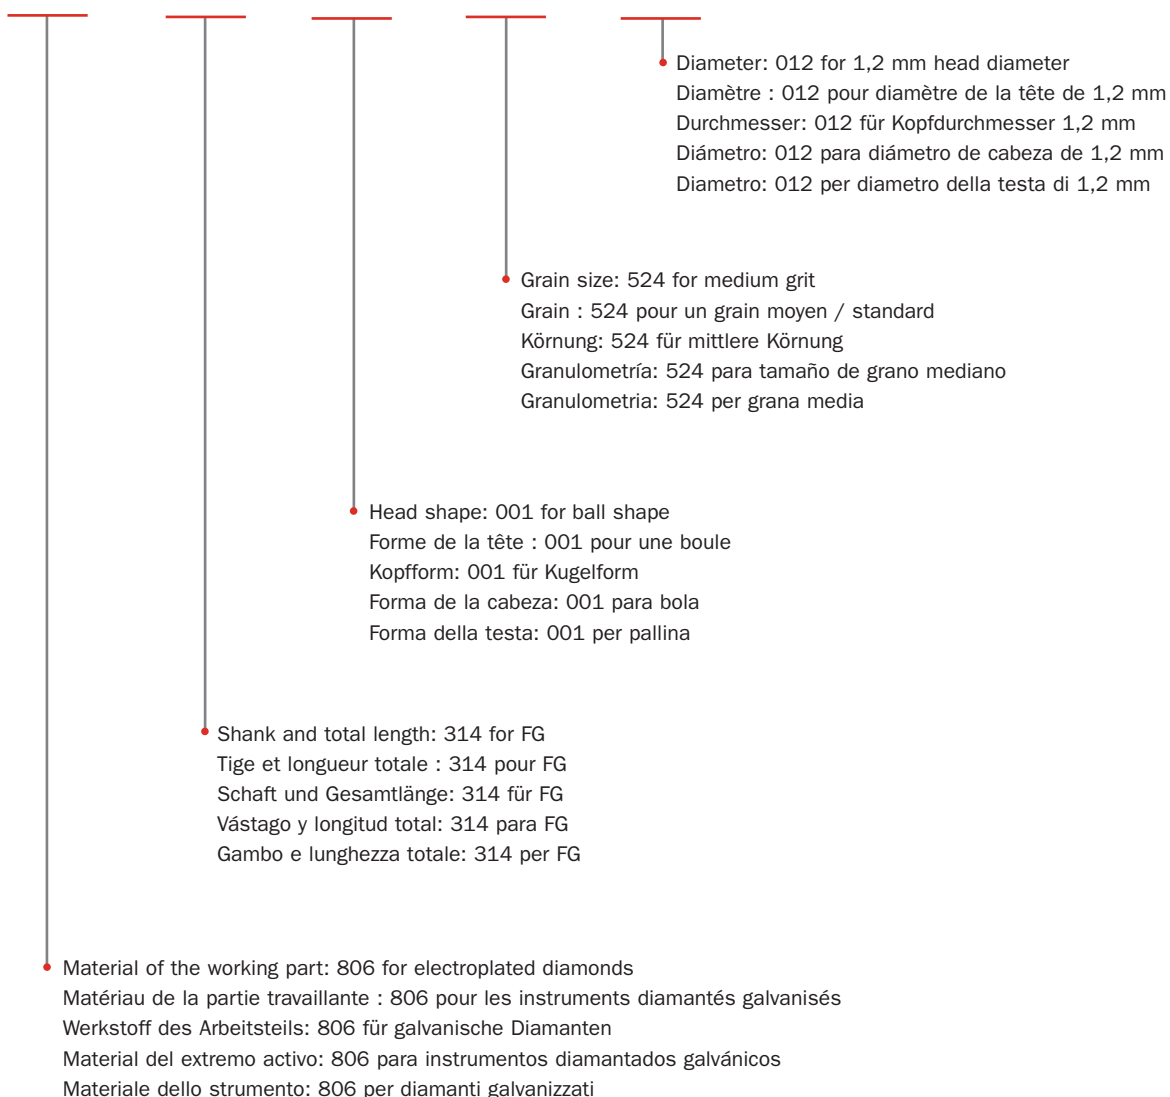 Diameter: 012 for 1,2 mm head diameter
Diamètre : 012 pour diamètre de la tête de 1,2 mm
Durchmesser: 012 für Kopfdurchmesser 1,2 mm
Diámetro: 012 para diámetro de cabeza de 1,2 mm
Diametro: 012 per diametro della testa di 1,2 mm
Grain size: 524 for medium grit
Grain : 524 pour un grain moyen / standard
Körnung: 524 für mittlere Körnung
Granulometría: 524 para tamaño de grano mediano
Granulometria: 524 per grana media
Head shape: 001 for ball shape
Forme de la tête : 001 pour une boule
Kopfform: 001 für Kugelform
Forma de la cabeza: 001 para bola
Forma della testa: 001 per pallina
Shank and total length: 314 for FG
Tige et longueur totale : 314 pour FG
Schaft und Gesamtlänge: 314 für FG
Vástago y longitud total: 314 para FG
Gambo e lunghezza totale: 314 per FG
Material of the working part: 806 for electroplated diamonds
Matériau de la partie travaillante : 806 pour les instruments diamantés galvanisés
Werkstoff des Arbeitsteils: 806 für galvanische Diamanten
Material del extremo activo: 806 para instrumentos diamantados galvánicos
Materiale dello strumento: 806 per diamanti galvanizzati